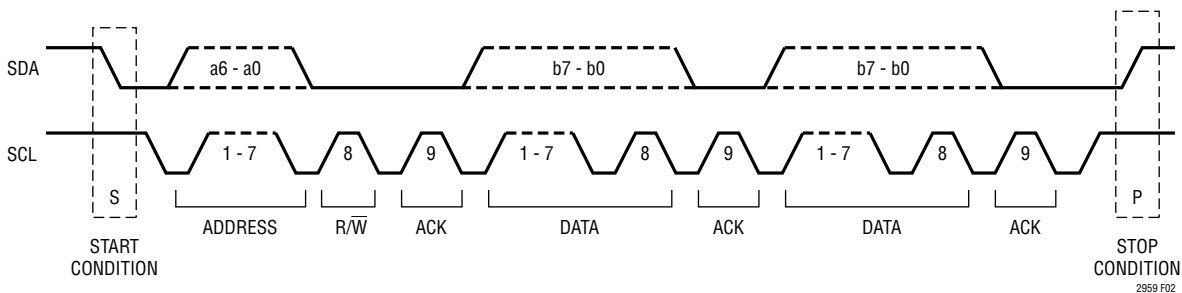 SDA
a6 - a0
b7 - b0
b7 - b0
SCL
1 - 7
8
9
1 - 7
8
9
1 - 7
8
9
S
P
ADDRESS
R/W̅
ACK
DATA
ACK
DATA
ACK
START
CONDITION
STOP
CONDITION
2959 F02